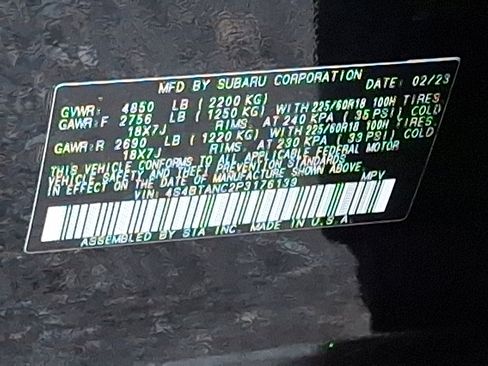 MFD BY SUBARU CORPORATION DATE: 02/23
GVWR: 4850 LB ( 2200 KG)
GAWR:F 2756 LB ( 1250 KG) WITH 225/60R18 100H TIRES,
18X7J RIMS, AT 240 KPA ( 35 PSI) COLD
GAWR:R 2690 LB ( 1220 KG) WITH 225/60R18 100H TIRES,
18X7J RIMS, AT 230 KPA ( 33 PSI) COLD
THIS VEHICLE CONFORMS TO ALL APPLICABLE FEDERAL MOTOR
VEHICLE SAFETY AND THEFT PREVENTION STANDARDS
IN EFFECT ON THE DATE OF MANUFACTURE SHOWN ABOVE.
VIN: 4S4BTANC2P3176139 MPV
ASSEMBLED BY SIA INC. MADE IN U.S.A.